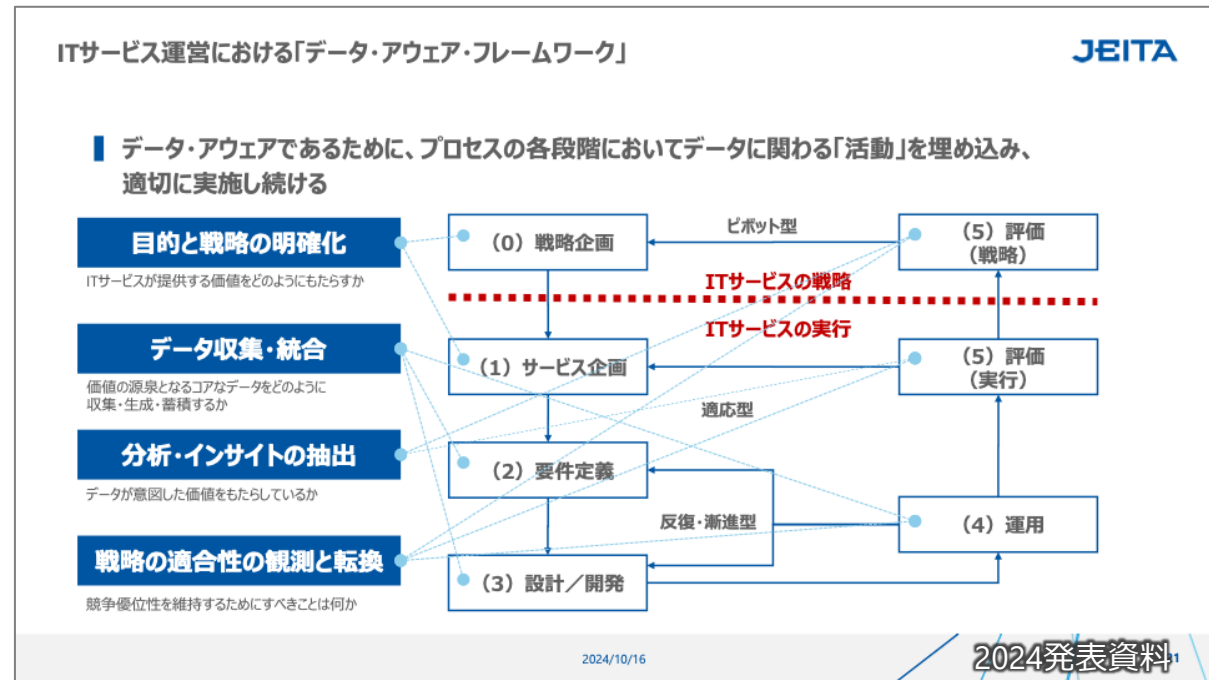 ITサービス運営における「データ・アウェア・フレームワーク」
JEITA
データ・アウェアであるために、プロセスの各段階においてデータに関わる「活動」を埋め込み、
適切に実施し続ける
目的と戦略の明確化
ITサービスが提供する価値をどのようにもたらすか
データ収集・統合
価値の源泉となるコアなデータをどのように
収集・生成・蓄積するか
分析・インサイトの抽出
データが意図した価値をもたらしているか
戦略の適合性の観測と転換
競争優位性を維持するためにすべきことは何か
（0）戦略企画
ピボット型
（5）評価
（戦略）
ITサービスの戦略
ITサービスの実行
（1）サービス企画
（5）評価
（実行）
適応型
（2）要件定義
反復・漸進型
（4）運用
（3）設計／開発
2024/10/16
2024発表資料